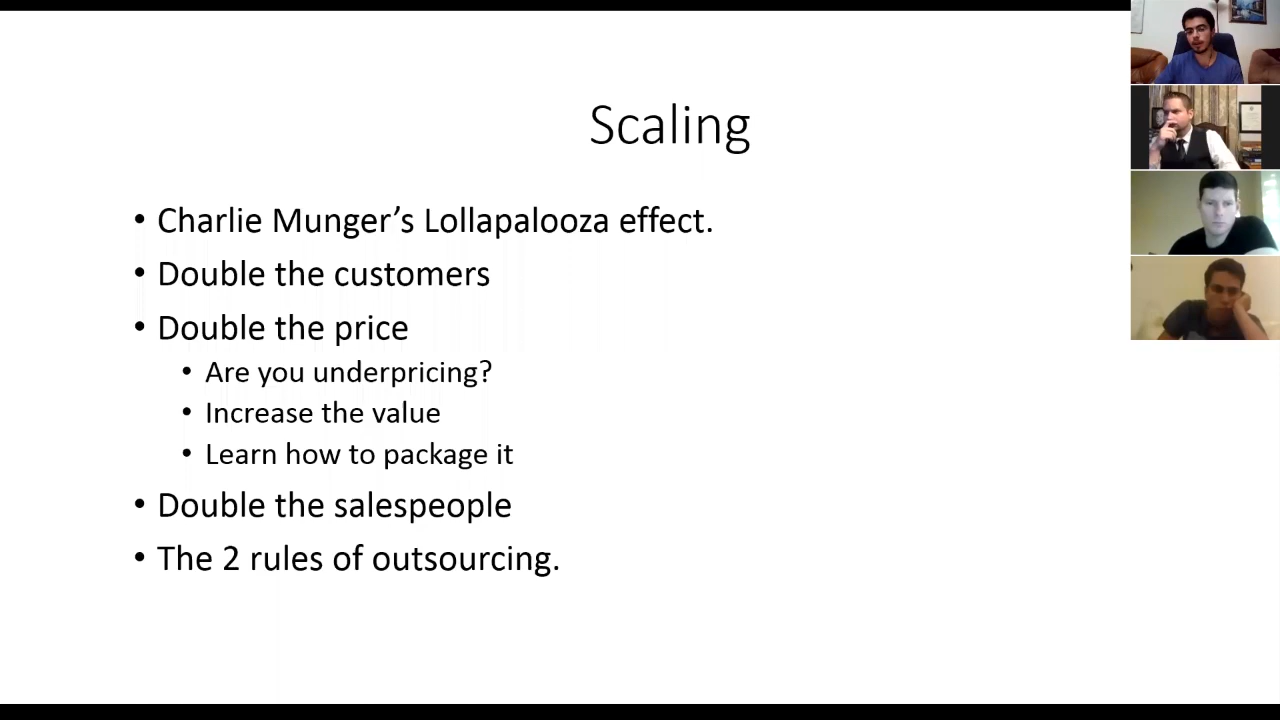 Scaling
• Charlie Munger’s Lollapalooza effect.
• Double the customers
• Double the price
• Are you underpricing?
• Increase the value
• Learn how to package it
• Double the salespeople
• The 2 rules of outsourcing.